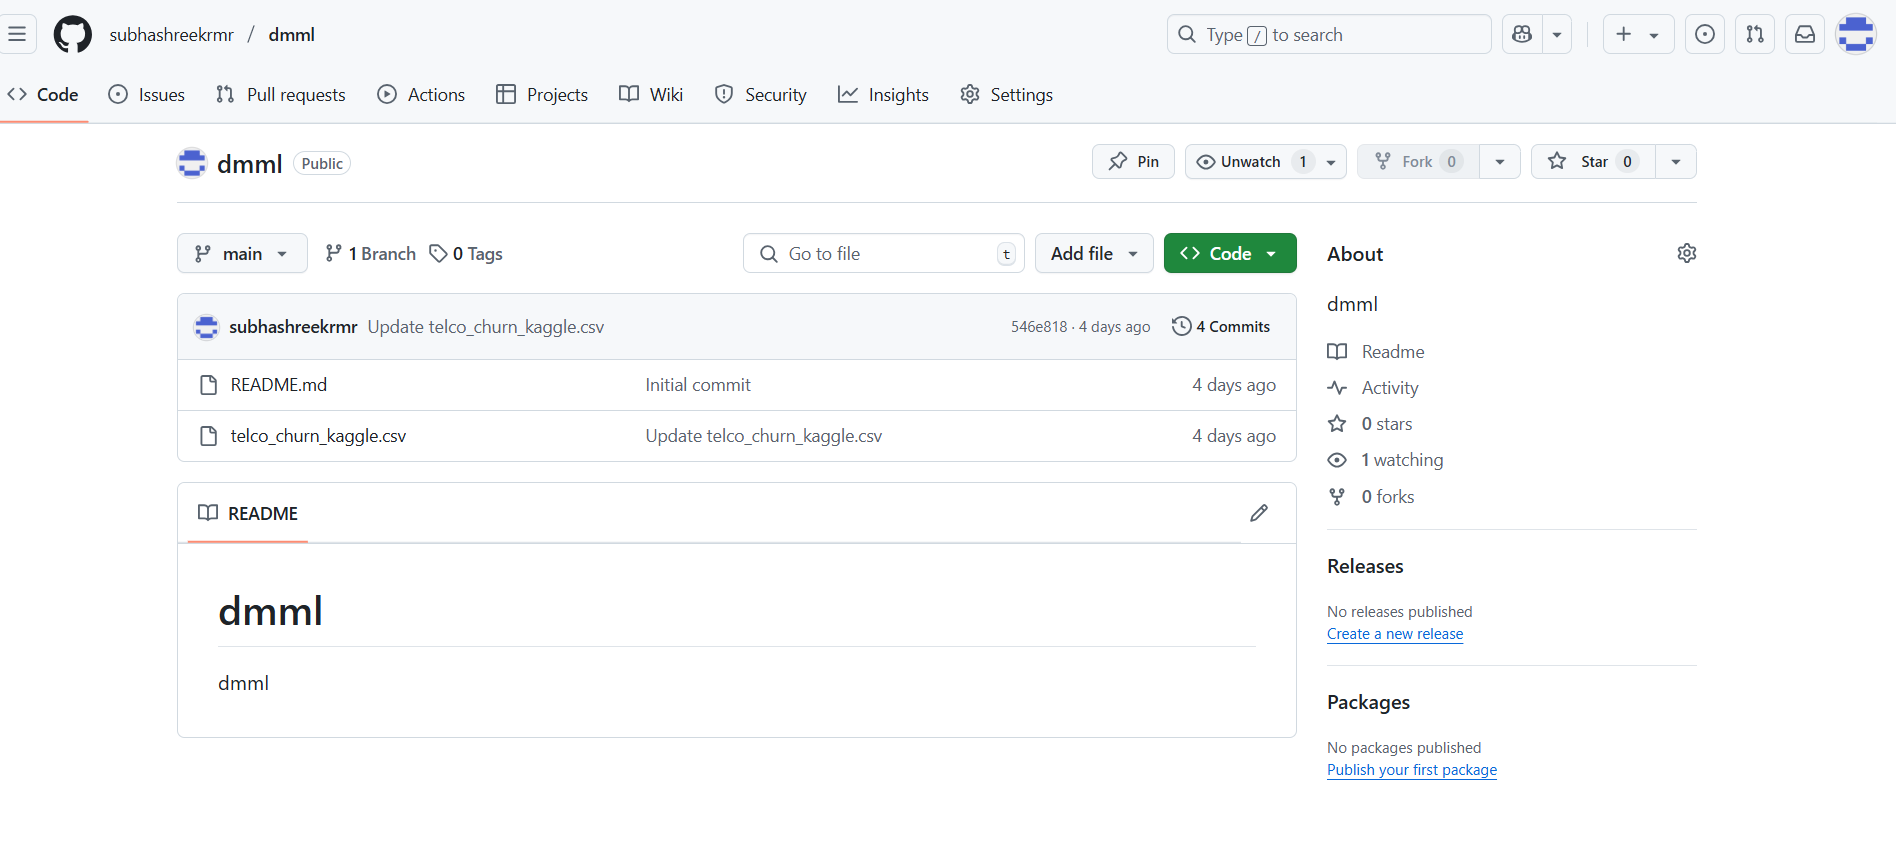 subhashreekrmr / dmml
Type / to search
Code Issues Pull requests Actions Projects Wiki Security Insights Settings
dmml Public
Pin Unwatch 1 Fork 0 Star 0
main 1 Branch 0 Tags Go to file t Add file Code
subhashreekrmr Update telco_churn_kaggle.csv 546e818 · 4 days ago 4 Commits
README.md Initial commit 4 days ago
telco_churn_kaggle.csv Update telco_churn_kaggle.csv 4 days ago
README
dmml
dmml
About
dmml
Readme
Activity
0 stars
1 watching
0 forks
Releases
No releases published
Create a new release
Packages
No packages published
Publish your first package